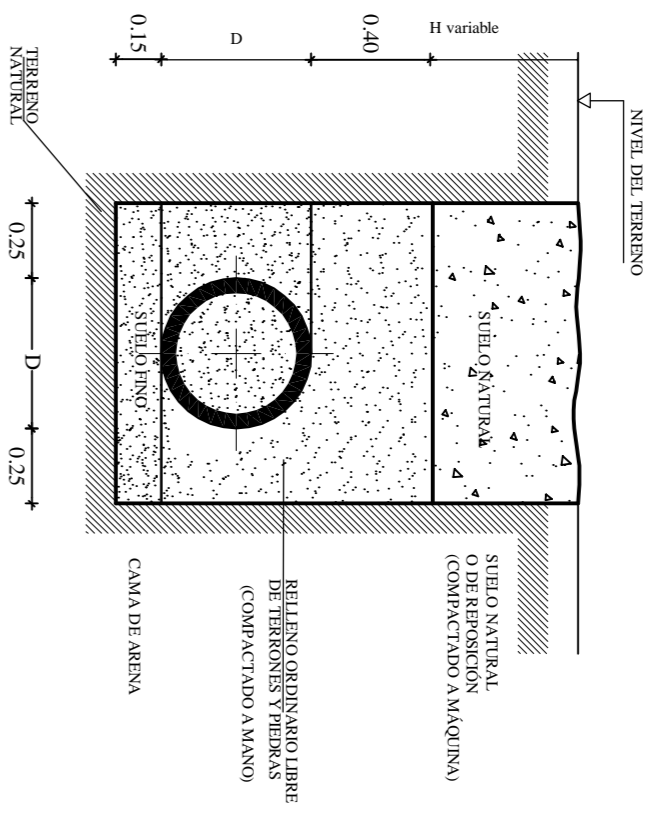 NIVEL DEL TERRENO
H variable
0.40
D
0.15
TERRENO
NATURAL
SUELO NATURAL
SUELO FINO
SUELO NATURAL
O DE REPOSICIÓN
(COMPACTADO A MÁQUINA)
RELLENO ORDINARIO LIBRE
DE TERRONES Y PIEDRAS
(COMPACTADO A MANO)
CAMA DE ARENA
0.25
D
0.25